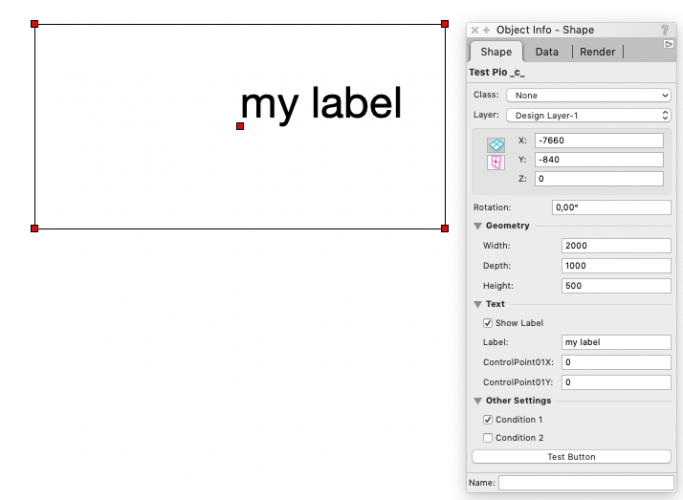 my label
Object Info - Shape
?
Shape Data Render
Test Pio _c_
Class: None
Layer: Design Layer-1
X: -7660
Y: -840
Z: 0
Rotation: 0,00°
Geometry
Width: 2000
Depth: 1000
Height: 500
Text
Show Label
Label: my label
ControlPoint01X: 0
ControlPoint01Y: 0
Other Settings
Condition 1
Condition 2
Test Button
Name: